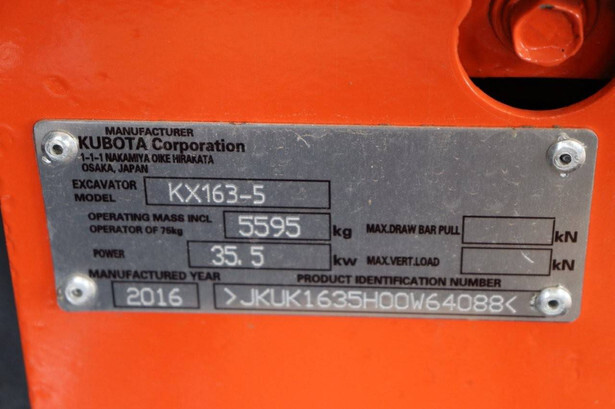 MANUFACTURER
KUBOTA Corporation
1-1-1 NAKAMIYA OIKE HIRAKATA
OSAKA, JAPAN
EXCAVATOR MODEL KX163-5
OPERATING MASS INCL OPERATOR OF 75kg 5595 kg MAX.DRAW BAR PULL kN
POWER 35.5 kw MAX.VERT.LOAD kN
MANUFACTURED YEAR PRODUCT IDENTIFICATION NUMBER
2016 >JKUK1635H00W64088<